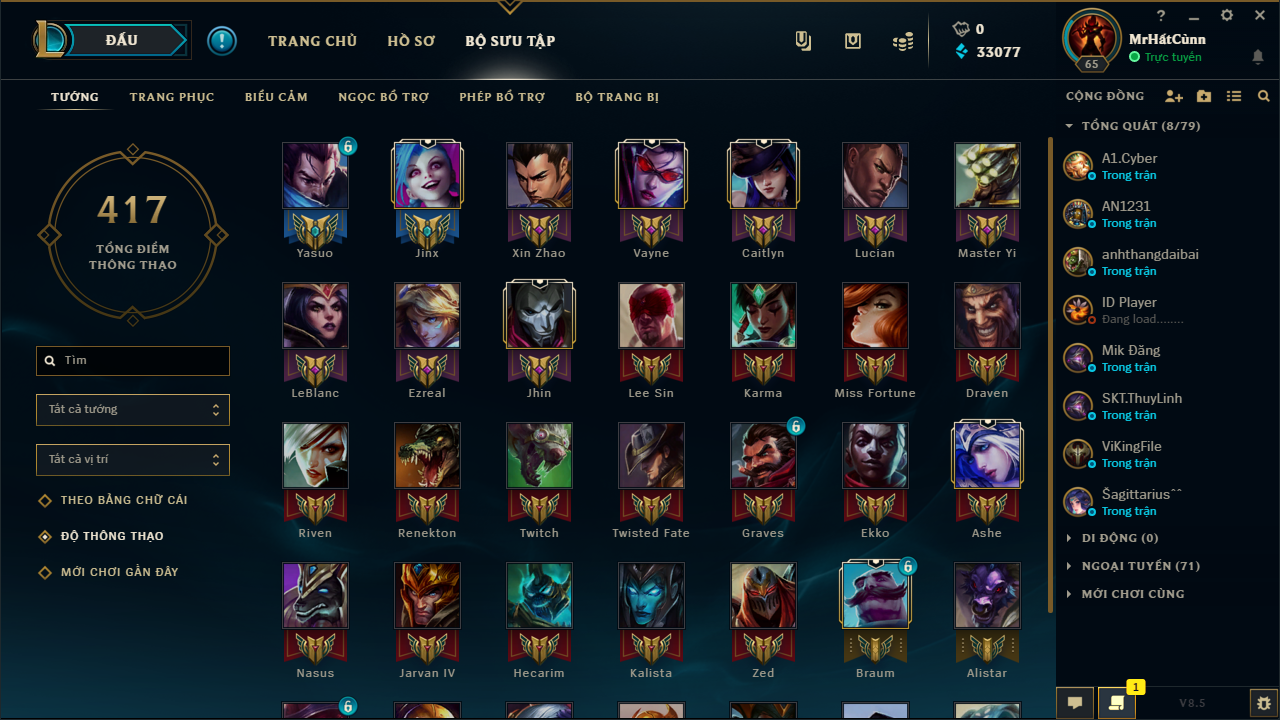 ĐẤU
TRANG CHỦ
HỒ SƠ
BỘ SƯU TẬP
0
33077
?
MrHấtCùnn
Trực tuyến
65
TƯỚNG
TRANG PHỤC
BIỂU CẢM
NGỌC BỔ TRỢ
PHÉP BỔ TRỢ
BỘ TRANG BỊ
417
TỔNG ĐIỂM
THÔNG THẠO
Tìm
Tất cả tướng
Tất cả vị trí
THEO BẢNG CHỮ CÁI
ĐỘ THÔNG THẠO
MỚI CHƠI GẦN ĐÂY
6
Yasuo
Jinx
Xin Zhao
Vayne
Caitlyn
Lucian
Master Yi
LeBlanc
Ezreal
Jhin
Lee Sin
Karma
Miss Fortune
Draven
6
Riven
Renekton
Twitch
Twisted Fate
Graves
Ekko
Ashe
6
Nasus
Jarvan IV
Hecarim
Kalista
Zed
Braum
Alistar
6
CỘNG ĐỒNG
TỔNG QUÁT (8/79)
A1.Cyber
Trong trận
AN1231
Trong trận
anhthangdaibai
Trong trận
ID Player
Đang load........
Mik Đăng
Trong trận
SKT.ThuyLinh
Trong trận
ViKingFile
Trong trận
Šagittariusˆˆ
Trong trận
DI ĐỘNG (0)
NGOẠI TUYẾN (71)
MỚI CHƠI CÙNG
1
V8.5